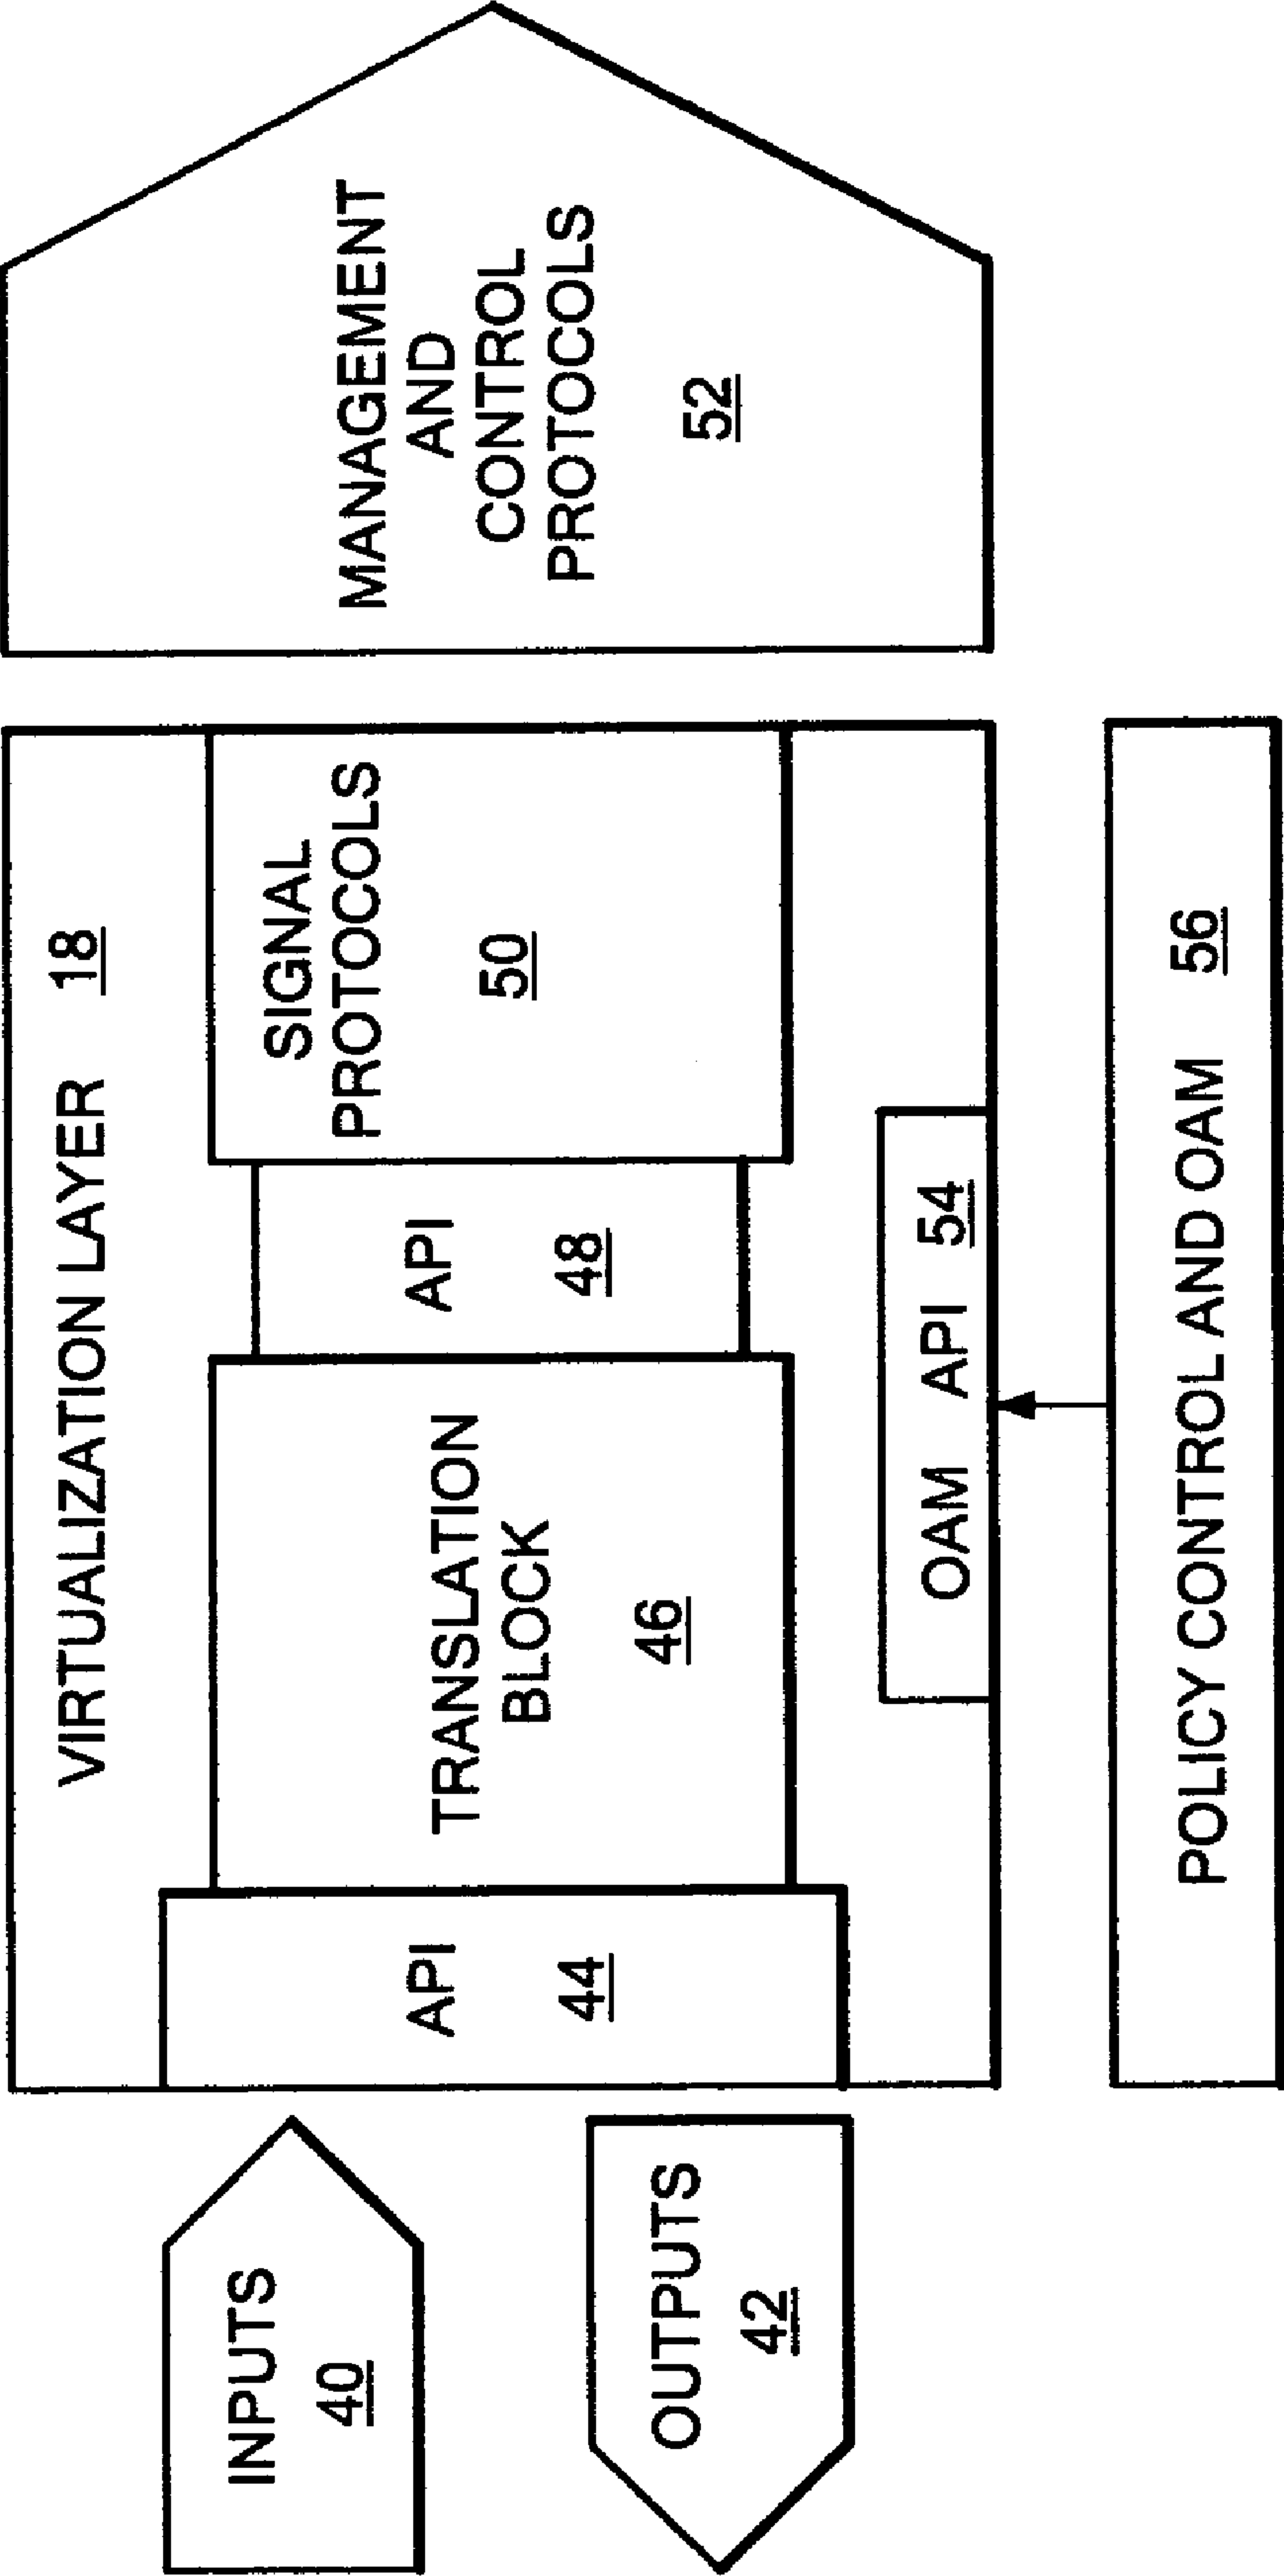 VIRTUALIZATION LAYER 18
INPUTS
40
OUTPUTS
42
API
44
TRANSLATION
BLOCK
46
API
48
SIGNAL
PROTOCOLS
50
OAM API 54
MANAGEMENT
AND
CONTROL
PROTOCOLS
52
POLICY CONTROL AND OAM 56